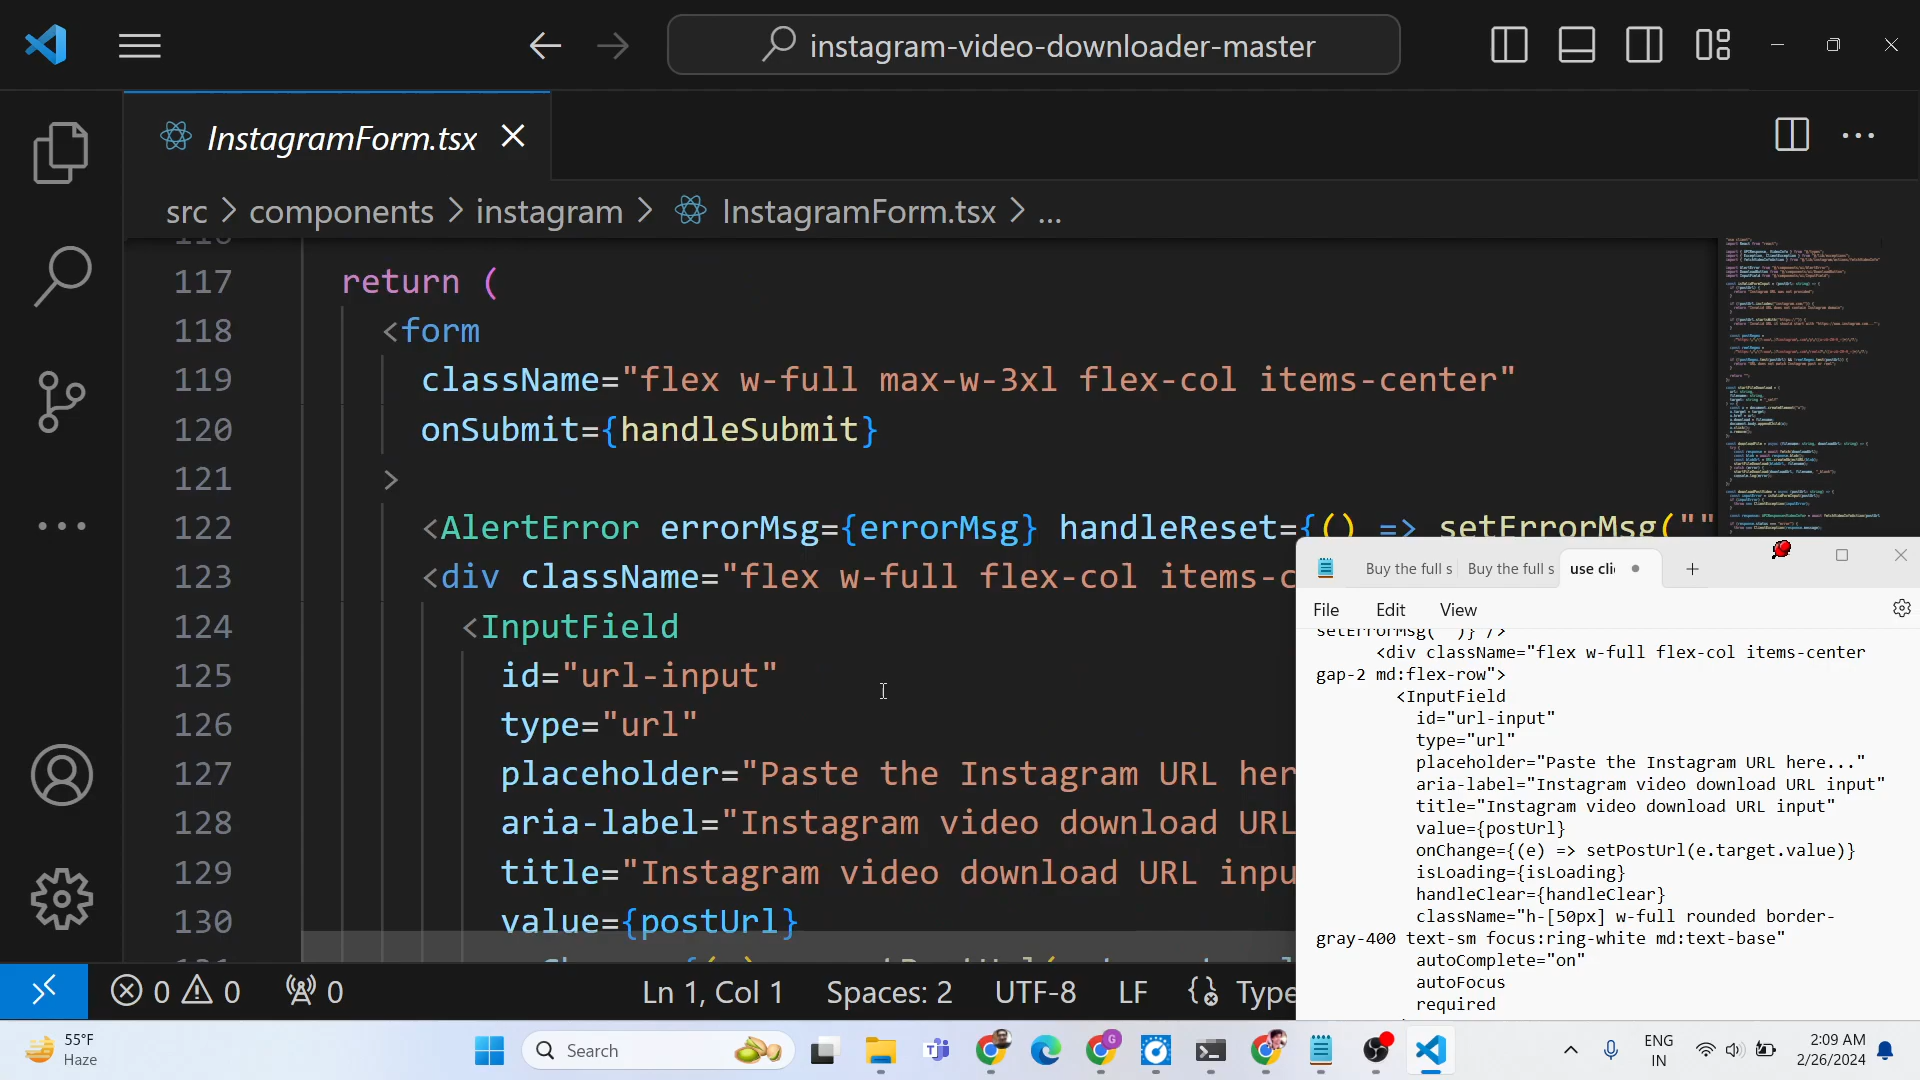 instagram-video-downloader-master
InstagramForm.tsx
src > components > instagram > InstagramForm.tsx > ...
116
117 return (
118 <form
119 className="flex w-full max-w-3xl flex-col items-center"
120 onSubmit={handleSubmit}
121 >
122 <AlertError errorMsg={errorMsg} handleReset={() => setErrorMsg(""
123 <div className="flex w-full flex-col items-c
124 <InputField
125 id="url-input"
126 type="url"
127 placeholder="Paste the Instagram URL her
128 aria-label="Instagram video download URL
129 title="Instagram video download URL inpu
130 value={postUrl}
Buy the full s
Buy the full s
use clie
File
Edit
View
setErrorMsg("")} />
<div className="flex w-full flex-col items-center
gap-2 md:flex-row">
<InputField
id="url-input"
type="url"
placeholder="Paste the Instagram URL here..."
aria-label="Instagram video download URL input"
title="Instagram video download URL input"
value={postUrl}
onChange={(e) => setPostUrl(e.target.value)}
isLoading={isLoading}
handleClear={handleClear}
className="h-[50px] w-full rounded border-
gray-400 text-sm focus:ring-white md:text-base"
autoComplete="on"
autoFocus
required
0 0
0
Ln 1, Col 1
Spaces: 2
UTF-8
LF
Type
55°F
Haze
Search
ENG
IN
2:09 AM
2/26/2024